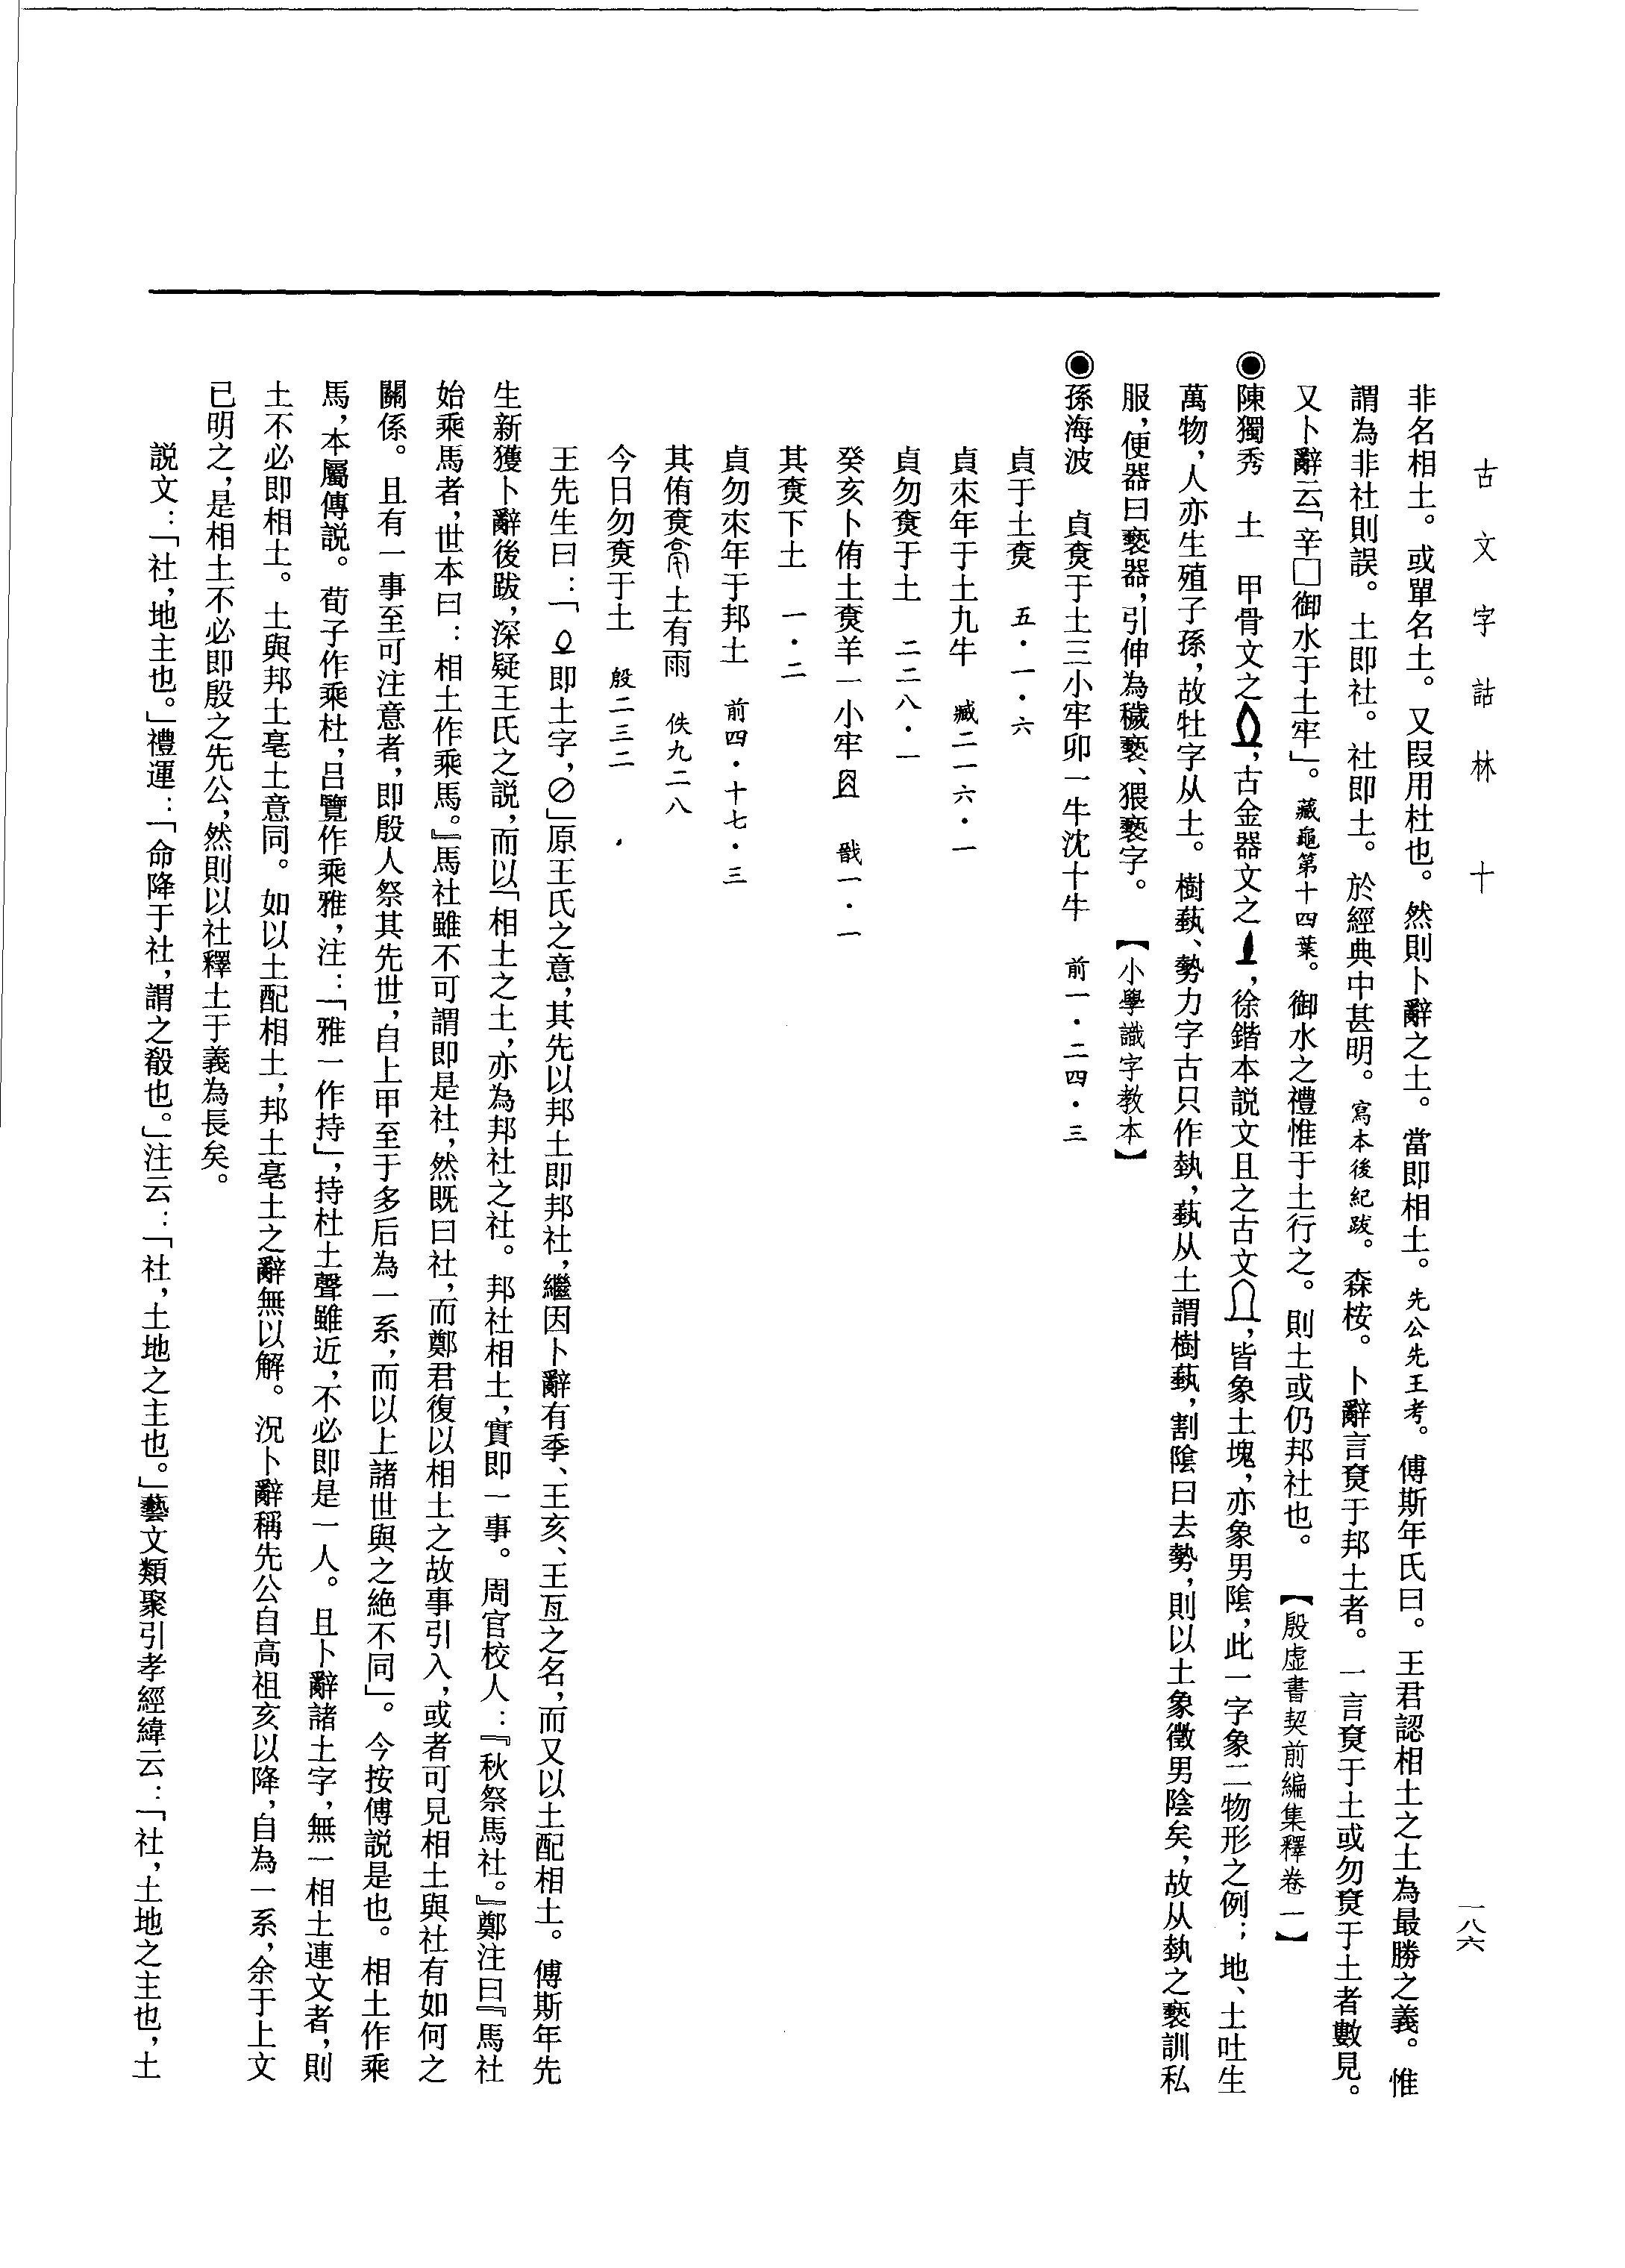 古文字詁林 十
一八六
非名相土。或單名土。又叚用杜也。然則卜辭之土。當即相土。先公先王考。傅斯年氏曰。王君認相土之土為最勝之義。惟
謂為非社則誤。土即社。社即土。於經典中甚明。寫本後紀跋。森桉。卜辭言㞢于邦土者。一言㞢于土或勿㞢于土者數見。
又卜辭云「辛□御水于土牢」。藏龜第十四葉。御水之禮惟于土行之。則土或仍邦社也。【殷虛書契前編集釋卷一】
◉陳獨秀 土 甲骨文之，古金器文之，徐鍇本説文且之古文，皆象土塊，亦象男陰，此一字象二物形之例；地、土吐生
萬物，人亦生殖子孫，故牡字从土。樹蓺、勢力字古只作埶，蓺从土謂樹蓺，割陰曰去勢，則以土象徵男陰矣，故从埶之褻訓私
服，便器曰褻器，引伸為穢褻、猥褻字。【小學識字教本】
◉孫海波 貞袞于土三小牢卯一牛沈十牛 前一・二四・三
貞于土袞 五・一・六
貞求年于土九牛 藏二一六・一
貞勿袞于土 二二八・一
癸亥卜侑土袞羊一小牢 戩一・一
其袞下土 一・二
貞勿求年于邦土 前四・十七・三
其侑袞土有雨 佚九二八
今日勿袞于土 殷二三二
王先生曰：「即土字，」原王氏之意，其先以邦土即邦社，繼因卜辭有季、王亥、王亙之名，而又以土配相土。傅斯年先
生新獲卜辭後跋，深疑王氏之説，而以「相土之土，亦為邦社之社。邦社相土，實即一事。周官校人：『秋祭馬社。』鄭注曰『馬社
始乘馬者，世本曰：相土作乘馬。』馬社雖不可謂即是社，然既曰社，而鄭君復以相土之故事引入，或者可見相土與社有如何之
關係。且有一事至可注意者，即殷人祭其先世，自上甲至于多后為一系，而以上諸世與之絶不同」。今按傅説是也。相土作乘
馬，本屬傳説。荀子作乘杜，吕覽作乘雅，注：「雅一作持」，持杜土聲雖近，不必即是一人。且卜辭諸土字，無一相土連文者，則
土不必即相土。土與邦土亳土意同。如以土配相土，邦土亳土之辭無以解。況卜辭稱先公自高祖亥以降，自為一系，余于上文
已明之，是相土不必即殷之先公，然則以社釋土于義為長矣。
説文：「社，地主也。」禮運：「命降于社，謂之殽也。」注云：「社，土地之主也。」藝文類聚引孝經緯云：「社，土地之主也，土